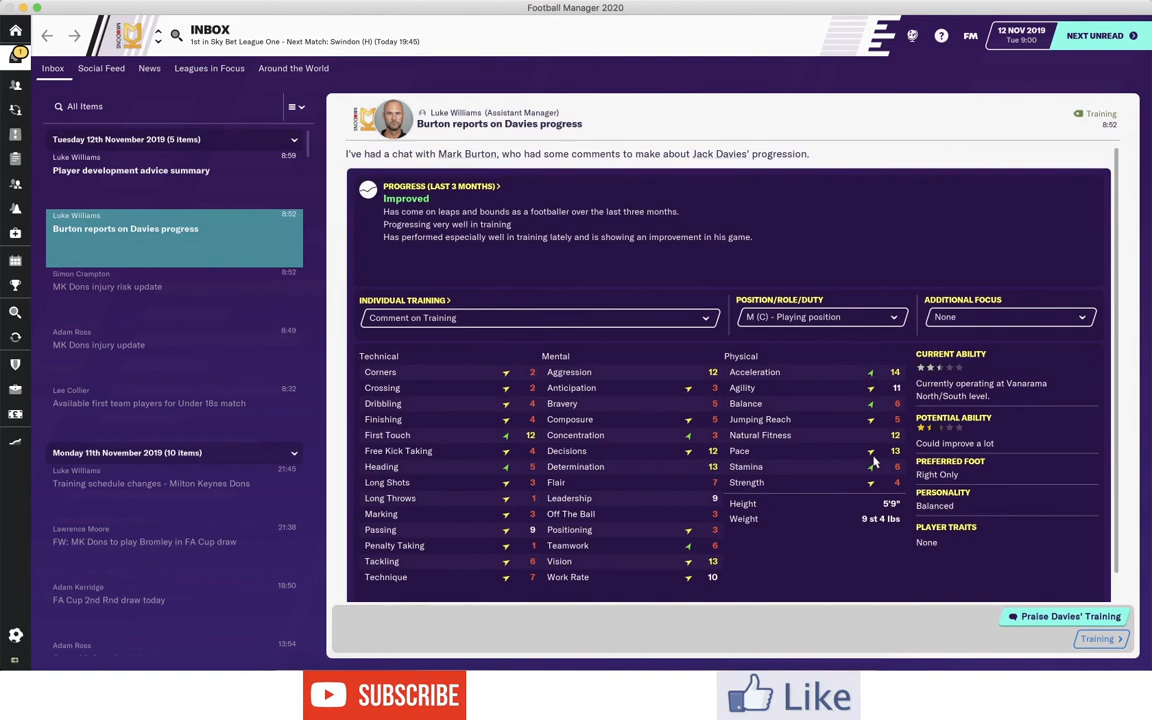 Football Manager 2020
INBOX
1st in Sky Bet League One - Next Match: Swindon (H) (Today 19:45)
FM
12 NOV 2019
Tue 9:00
NEXT UNREAD
1
Inbox
Social Feed
News
Leagues in Focus
Around the World
All Items
Tuesday 12th November 2019 (5 items)
Luke Williams 8:59
Player development advice summary
Luke Williams 8:52
Burton reports on Davies progress
Simon Crampton 8:52
MK Dons injury risk update
Adam Ross 8:49
MK Dons injury update
Lee Collier 8:32
Available first team players for Under 18s match
Monday 11th November 2019 (10 items)
Luke Williams 21:45
Training schedule changes - Milton Keynes Dons
Lawrence Moore 21:38
FW: MK Dons to play Bromley in FA Cup draw
Adam Kerridge 18:50
FA Cup 2nd Rnd draw today
Adam Ross 13:54
Luke Williams (Assistant Manager)
Burton reports on Davies progress
Training
8:52
I've had a chat with Mark Burton, who had some comments to make about Jack Davies' progression.
PROGRESS (LAST 3 MONTHS) >
Improved
Has come on leaps and bounds as a footballer over the last three months.
Progressing very well in training
Has performed especially well in training lately and is showing an improvement in his game.
INDIVIDUAL TRAINING >
Comment on Training
POSITION/ROLE/DUTY
M (C) - Playing position
ADDITIONAL FOCUS
None
Technical
Corners 2
Crossing 2
Dribbling 4
Finishing 4
First Touch 12
Free Kick Taking 4
Heading 5
Long Shots 3
Long Throws 1
Marking 3
Passing 9
Penalty Taking 1
Tackling 6
Technique 7
Mental
Aggression 12
Anticipation 3
Bravery 5
Composure 5
Concentration 3
Decisions 12
Determination 13
Flair 7
Leadership 9
Off The Ball 3
Positioning 3
Teamwork 6
Vision 13
Work Rate 10
Physical
Acceleration 14
Agility 11
Balance 6
Jumping Reach 5
Natural Fitness 12
Pace 13
Stamina 6
Strength 4
Height 5'9"
Weight 9 st 4 lbs
CURRENT ABILITY
Currently operating at Vanarama
North/South level.
POTENTIAL ABILITY
Could improve a lot
PREFERRED FOOT
Right Only
PERSONALITY
Balanced
PLAYER TRAITS
None
Praise Davies' Training
Training >
SUBSCRIBE
Like